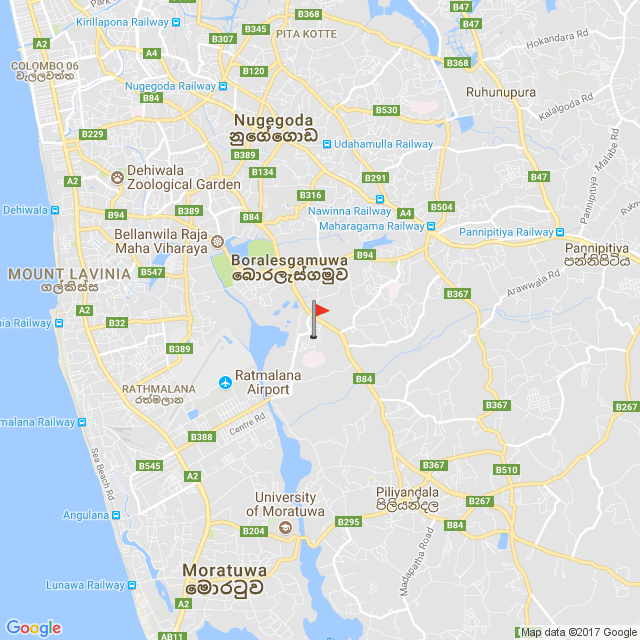 B368
B47
Kirillapona Railway
B307
PITA KOTTE
B47
Hokandara Rd
A2
A4
COLOMBO 06
වැල්ලවත්ත
B120
B368
Nugegoda Railway
B84
Ruhunupura
B530
Kalalgoda Rd
Nugegoda
නුගේගොඩ
B229
Udahamulla Railway
B389
Pannipitiya - Malabe Rd
Dehiwala
Zoological Garden
A2
B134
B291
B316
Dehiwala
B94
B389
B84
Nawinna Railway
A4
B504
Maharagama Railway
Pannipitiya Railway
Bellanwila Raja
Maha Viharaya
B94
Pannipitiya
පන්නිපිටිය
Boralesgamuwa
බොරලැස්ගමුව
MOUNT LAVINIA
ගල්කිස්ස
B547
Arawwala Rd
B367
A2
nia Railway
B32
B389
Ratmalana
Airport
B84
RATHMALANA
රත්මලාන
B367
B267
malana Railway
Centre Rd
B388
Sea Beach Rd
B545
A2
B367
B510
Piliyandala
පිළියන්දල
B267
University
of Moratuwa
Angulana
B204
B295
B84
Madapatha Road
Moratuwa
මොරටුව
Lunawa Railway
A2
AB11
Google
Map data ©2017 Google